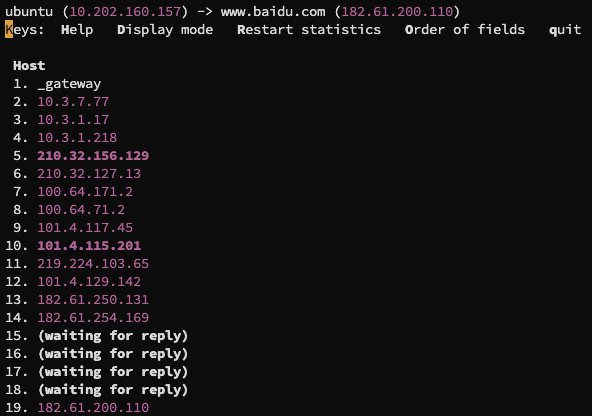 ubuntu (10.202.160.157) -> www.baidu.com (182.61.200.110)
Keys: Help Display mode Restart statistics Order of fields quit
Host
1. _gateway
2. 10.3.7.77
3. 10.3.1.17
4. 10.3.1.218
5. 210.32.156.129
6. 210.32.127.13
7. 100.64.171.2
8. 100.64.71.2
9. 101.4.117.45
10. 101.4.115.201
11. 219.224.103.65
12. 101.4.129.142
13. 182.61.250.131
14. 182.61.254.169
15. (waiting for reply)
16. (waiting for reply)
17. (waiting for reply)
18. (waiting for reply)
19. 182.61.200.110